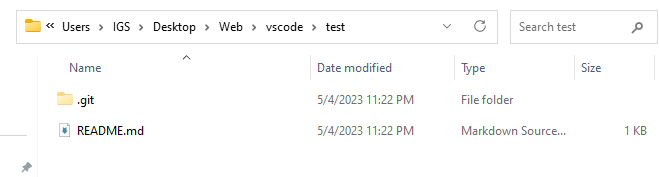 « Users > IGS > Desktop > Web > vscode > test Search test
Name Date modified Type Size
.git 5/4/2023 11:22 PM File folder
README.md 5/4/2023 11:22 PM Markdown Source... 1 KB